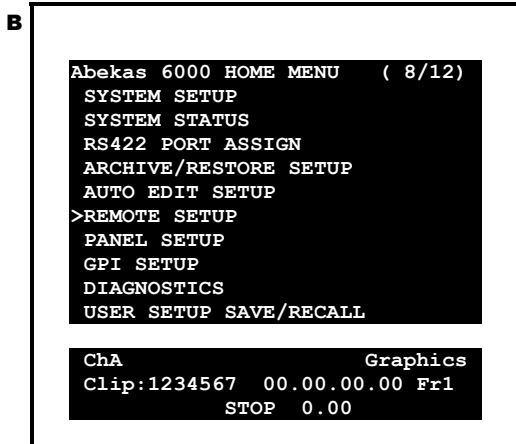 B
Abekas 6000 HOME MENU ( 8/12)
SYSTEM SETUP
SYSTEM STATUS
RS422 PORT ASSIGN
ARCHIVE/RESTORE SETUP
AUTO EDIT SETUP
>REMOTE SETUP
PANEL SETUP
GPI SETUP
DIAGNOSTICS
USER SETUP SAVE/RECALL
ChA Graphics
Clip:1234567 00.00.00.00 Fr1
STOP 0.00